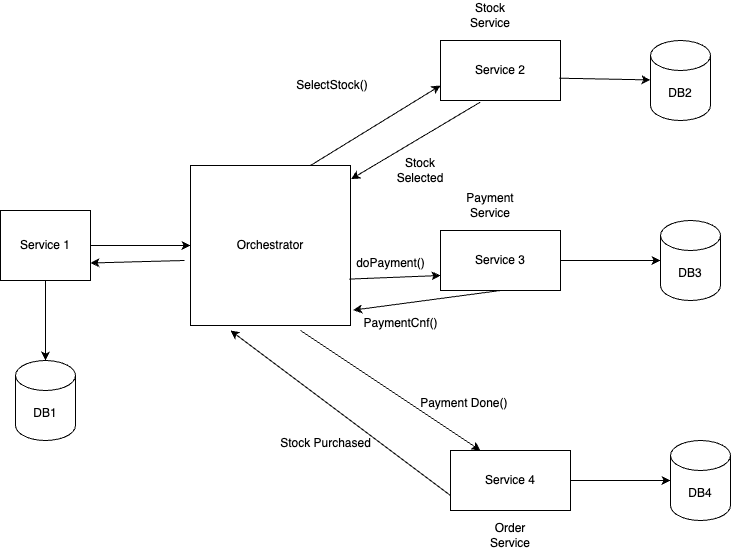 Stock
Service
Service 2
DB2
SelectStock()
Stock
Selected
Payment
Service
Service 1
Orchestrator
doPayment()
Service 3
DB3
PaymentCnf()
DB1
Payment Done()
Stock Purchased
Service 4
DB4
Order
Service